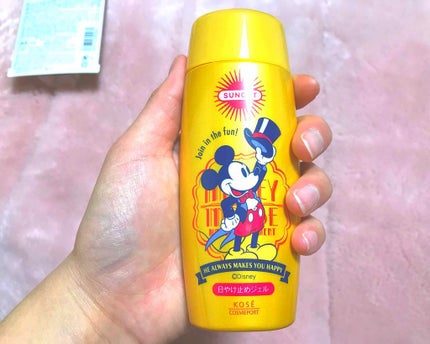 SUNCUT
Join in the fun!
HE ALWAYS MAKES YOU HAPPY
©Disney
日やけ止めジェル
KOSÉ
COSMEPORT